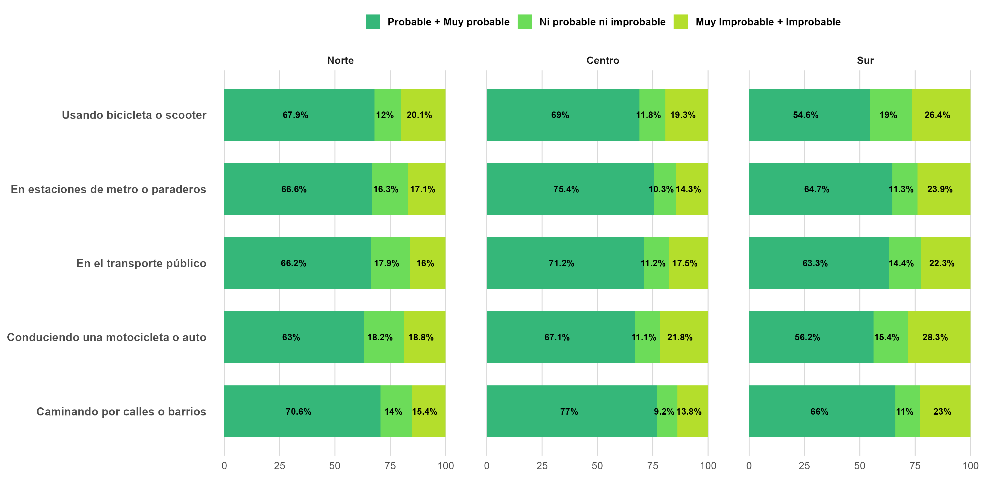 Probable + Muy probable Ni probable ni improbable Muy Improbable + Improbable
Norte Centro Sur
Usando bicicleta o scooter 67.9% 12% 20.1% 69% 11.8% 19.3% 54.6% 19% 26.4%
En estaciones de metro o paraderos 66.6% 16.3% 17.1% 75.4% 10.3% 14.3% 64.7% 11.3% 23.9%
En el transporte público 66.2% 17.9% 16% 71.2% 11.2% 17.5% 63.3% 14.4% 22.3%
Conduciendo una motocicleta o auto 63% 18.2% 18.8% 67.1% 11.1% 21.8% 56.2% 15.4% 28.3%
Caminando por calles o barrios 70.6% 14% 15.4% 77% 9.2% 13.8% 66% 11% 23%
0 25 50 75 100 0 25 50 75 100 0 25 50 75 100